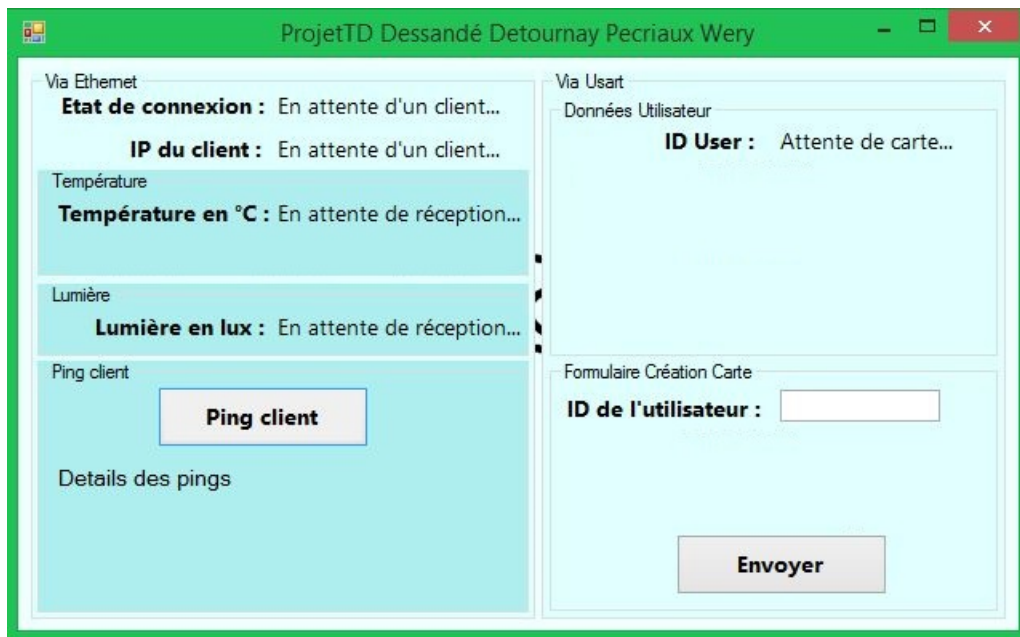 ProjetTD Dessandé Detournay Pecriaux Wery
Via Ethernet
Etat de connexion : En attente d'un client...
IP du client : En attente d'un client...
Température
Température en °C : En attente de réception...
Lumière
Lumière en lux : En attente de réception...
Ping client
Ping client
Details des pings
Via Usart
Données Utilisateur
ID User : Attente de carte...
Formulaire Création Carte
ID de l'utilisateur :
Envoyer